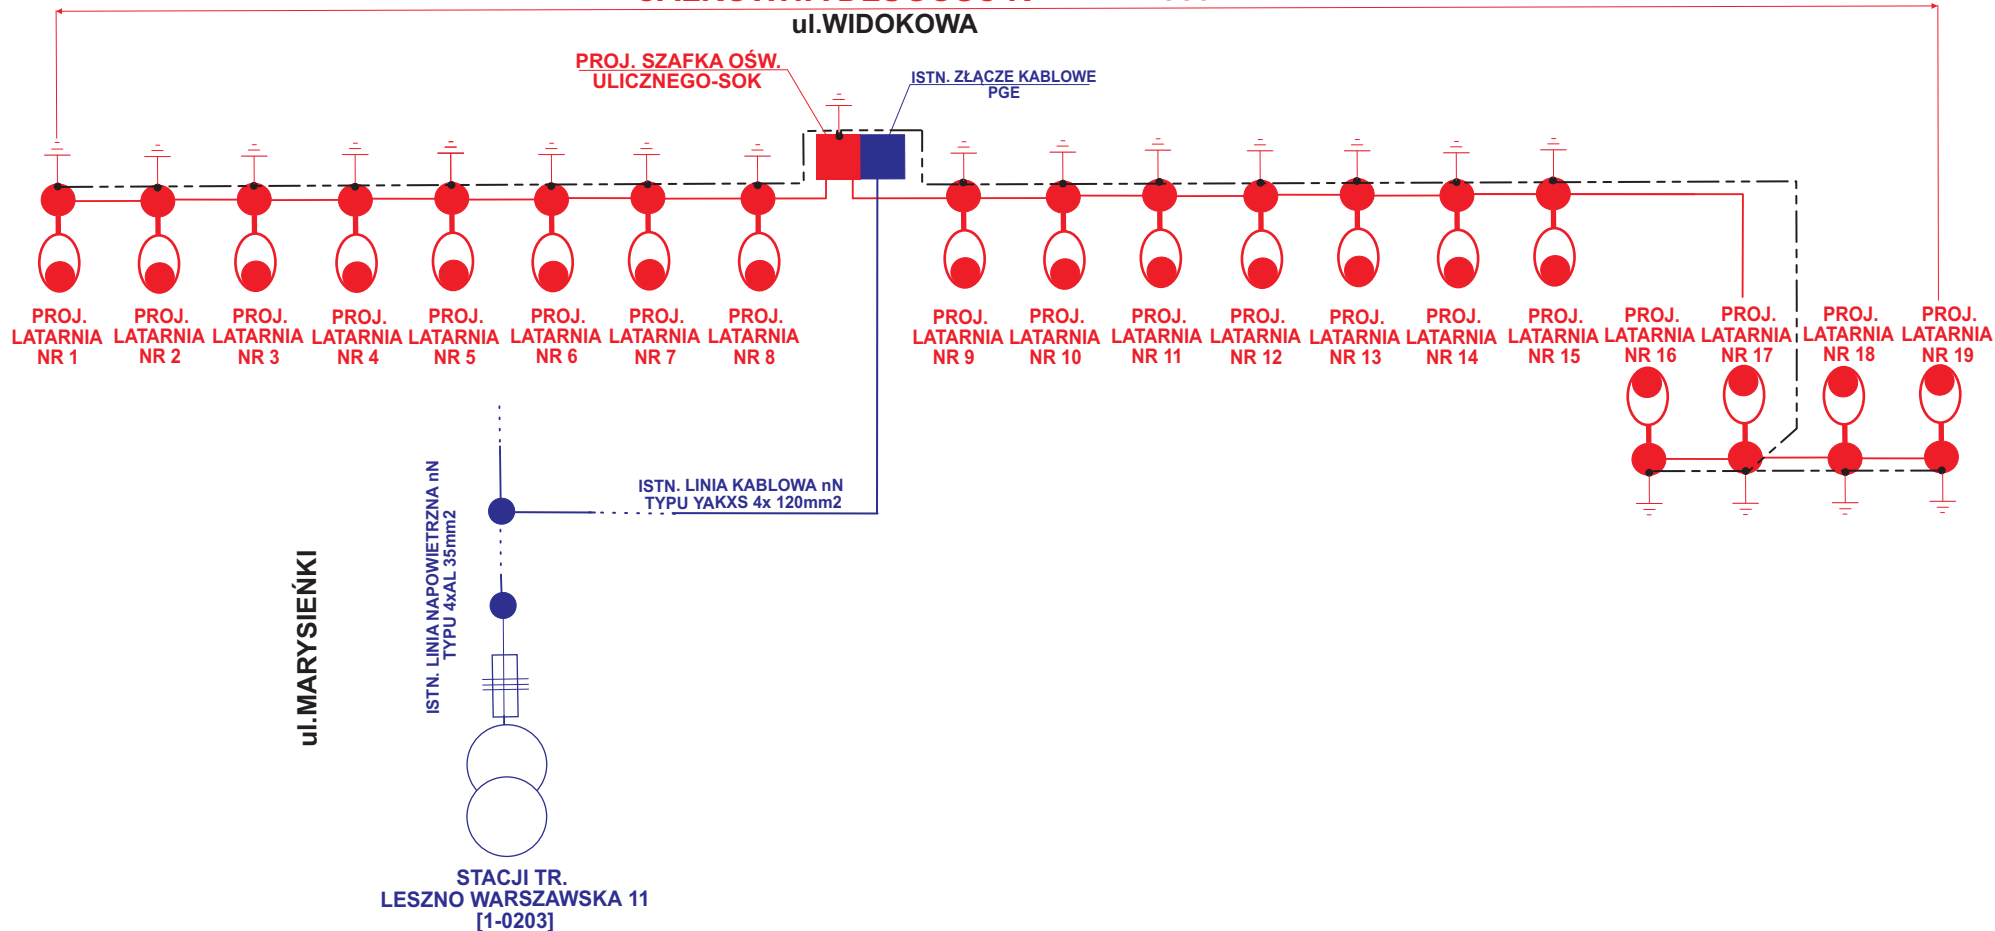 ul.WIDOKOWA
PROJ. SZAFKA OŚW.
ULICZNEGO-SOK
ISTN. ZŁĄCZE KABLOWE
PGE
PROJ.
LATARNIA
NR 1
PROJ.
LATARNIA
NR 2
PROJ.
LATARNIA
NR 3
PROJ.
LATARNIA
NR 4
PROJ.
LATARNIA
NR 5
PROJ.
LATARNIA
NR 6
PROJ.
LATARNIA
NR 7
PROJ.
LATARNIA
NR 8
PROJ.
LATARNIA
NR 9
PROJ.
LATARNIA
NR 10
PROJ.
LATARNIA
NR 11
PROJ.
LATARNIA
NR 12
PROJ.
LATARNIA
NR 13
PROJ.
LATARNIA
NR 14
PROJ.
LATARNIA
NR 15
PROJ.
LATARNIA
NR 16
PROJ.
LATARNIA
NR 17
PROJ.
LATARNIA
NR 18
PROJ.
LATARNIA
NR 19
ISTN. LINIA NAPOWIETRZNA nN
TYPU 4xAL 35mm2
ISTN. LINIA KABLOWA nN
TYPU YAKXS 4x 120mm2
ul.MARYSIEŃKI
STACJI TR.
LESZNO WARSZAWSKA 11
[1-0203]